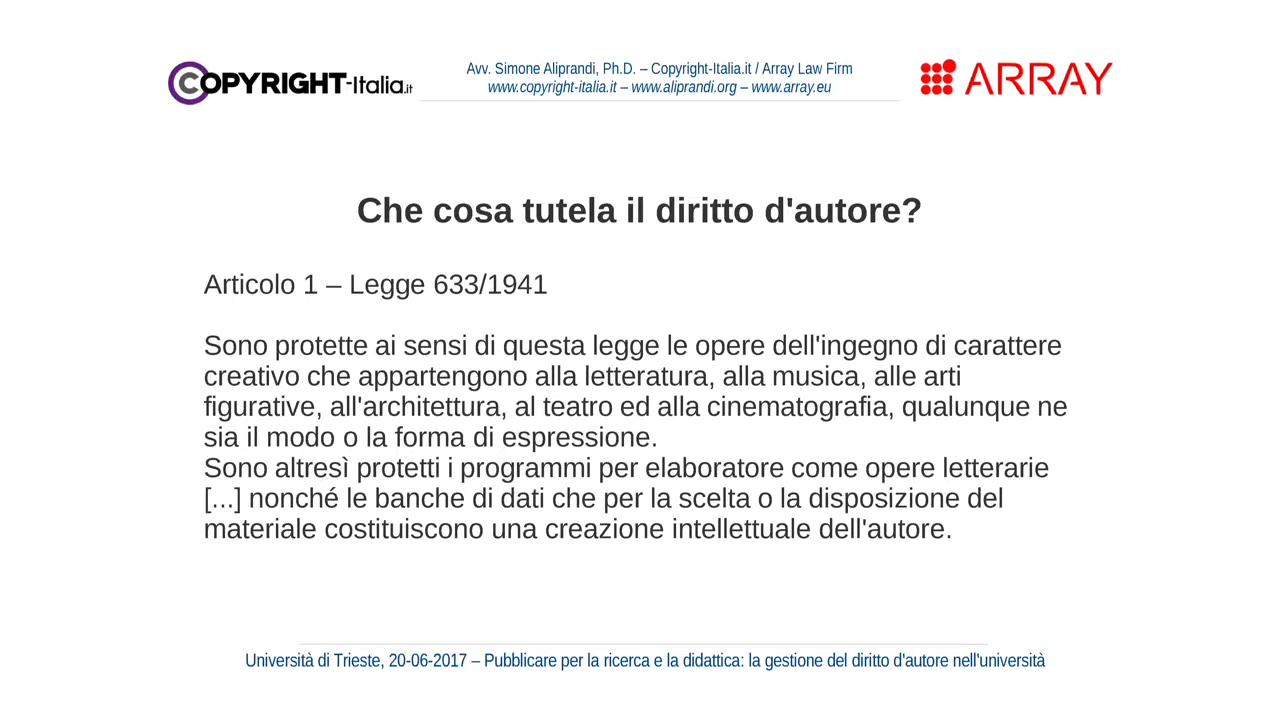 COPYRIGHT-Italia.it
Avv. Simone Aliprandi, Ph.D. – Copyright-Italia.it / Array Law Firm
www.copyright-italia.it – www.aliprandi.org – www.array.eu
ARRAY
Che cosa tutela il diritto d'autore?
Articolo 1 – Legge 633/1941
Sono protette ai sensi di questa legge le opere dell'ingegno di carattere
creativo che appartengono alla letteratura, alla musica, alle arti
figurative, all'architettura, al teatro ed alla cinematografia, qualunque ne
sia il modo o la forma di espressione.
Sono altresì protetti i programmi per elaboratore come opere letterarie
[...] nonché le banche di dati che per la scelta o la disposizione del
materiale costituiscono una creazione intellettuale dell'autore.
Università di Trieste, 20-06-2017 – Pubblicare per la ricerca e la didattica: la gestione del diritto d'autore nell'università